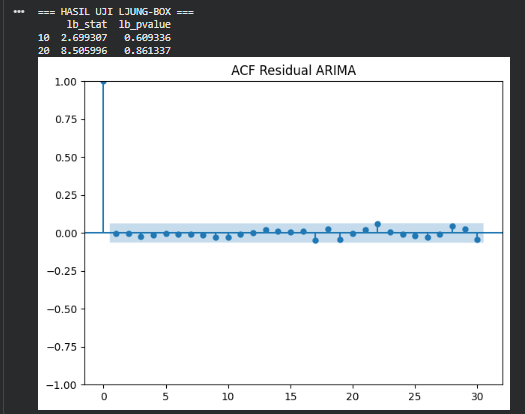 === HASIL UJI LJUNG-BOX ===
lb_stat lb_pvalue
10 2.699307 0.609336
20 8.505996 0.861337
ACF Residual ARIMA
1.00
0.75
0.50
0.25
0.00
−0.25
−0.50
−0.75
−1.00
0 5 10 15 20 25 30